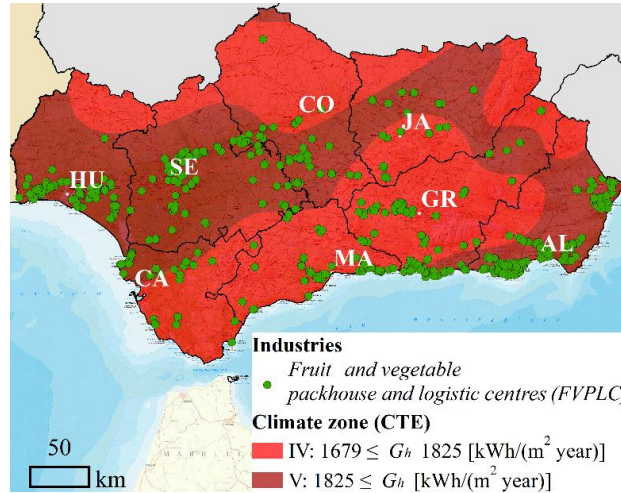 CO
JA
SE
HU
GR
MA
AL
CA
Industries
Fruit and vegetable
packhouse and logistic centres (FVPLC)
Climate zone (CTE)
IV: 1679 ≤ Gh 1825 [kWh/(m² year)]
V: 1825 ≤ Gh [kWh/(m² year)]
50
km